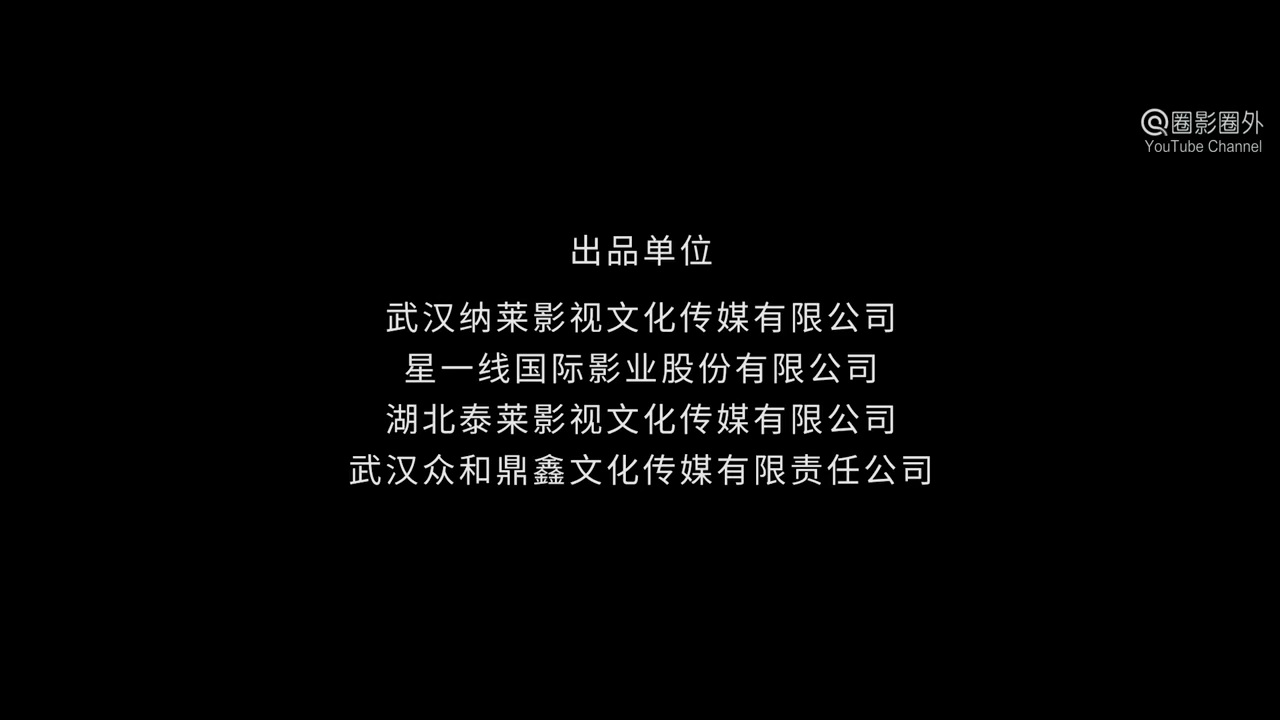 圈影圈外
YouTube Channel
出品单位
武汉纳莱影视文化传媒有限公司
星一线国际影业股份有限公司
湖北泰莱影视文化传媒有限公司
武汉众和鼎鑫文化传媒有限责任公司